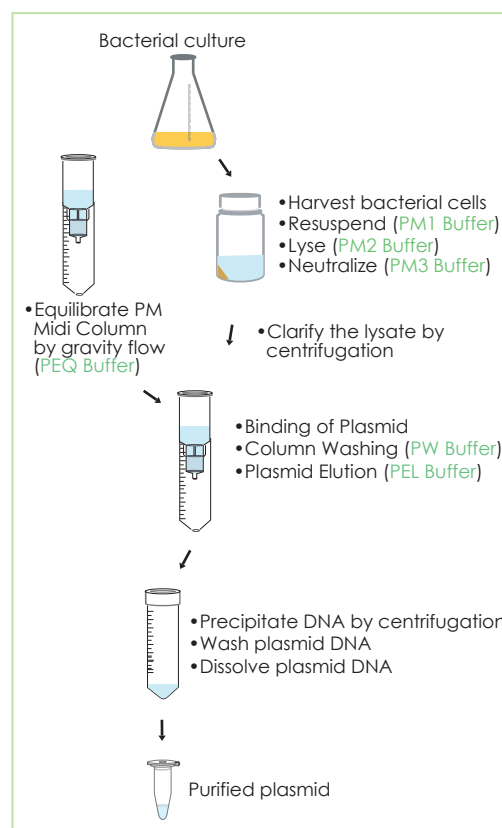 Bacterial culture
•Harvest bacterial cells
•Resuspend (PM1 Buffer)
•Lyse (PM2 Buffer)
•Neutralize (PM3 Buffer)
•Equilibrate PM
Midi Column
by gravity flow
(PEQ Buffer)
•Clarify the lysate by
centrifugation
•Binding of Plasmid
•Column Washing (PW Buffer)
•Plasmid Elution (PEL Buffer)
•Precipitate DNA by centrifugation
•Wash plasmid DNA
•Dissolve plasmid DNA
Purified plasmid